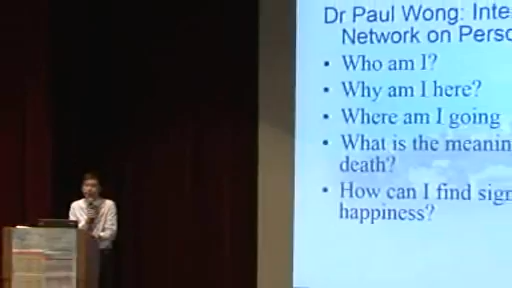 Dr Paul Wong: Inte
Network on Perso
• Who am I?
• Why am I here?
• Where am I going
• What is the meanin
death?
• How can I find sign
happiness?